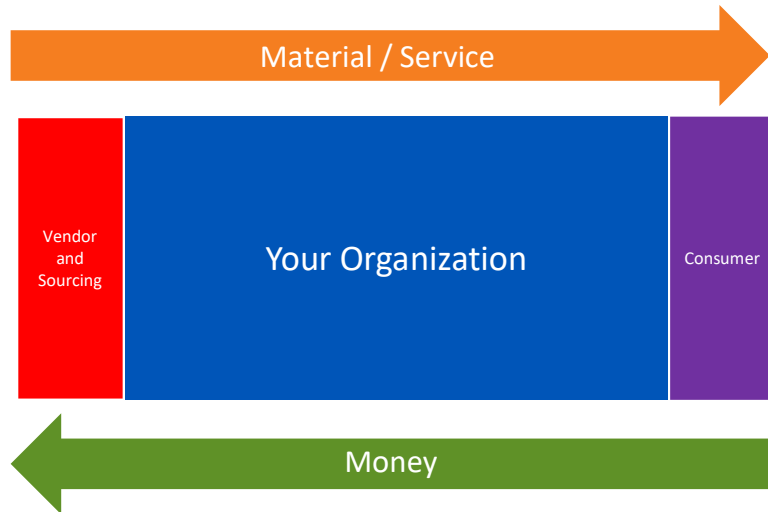 Material / Service
Vendor
and
Sourcing
Your Organization
Consumer
Money